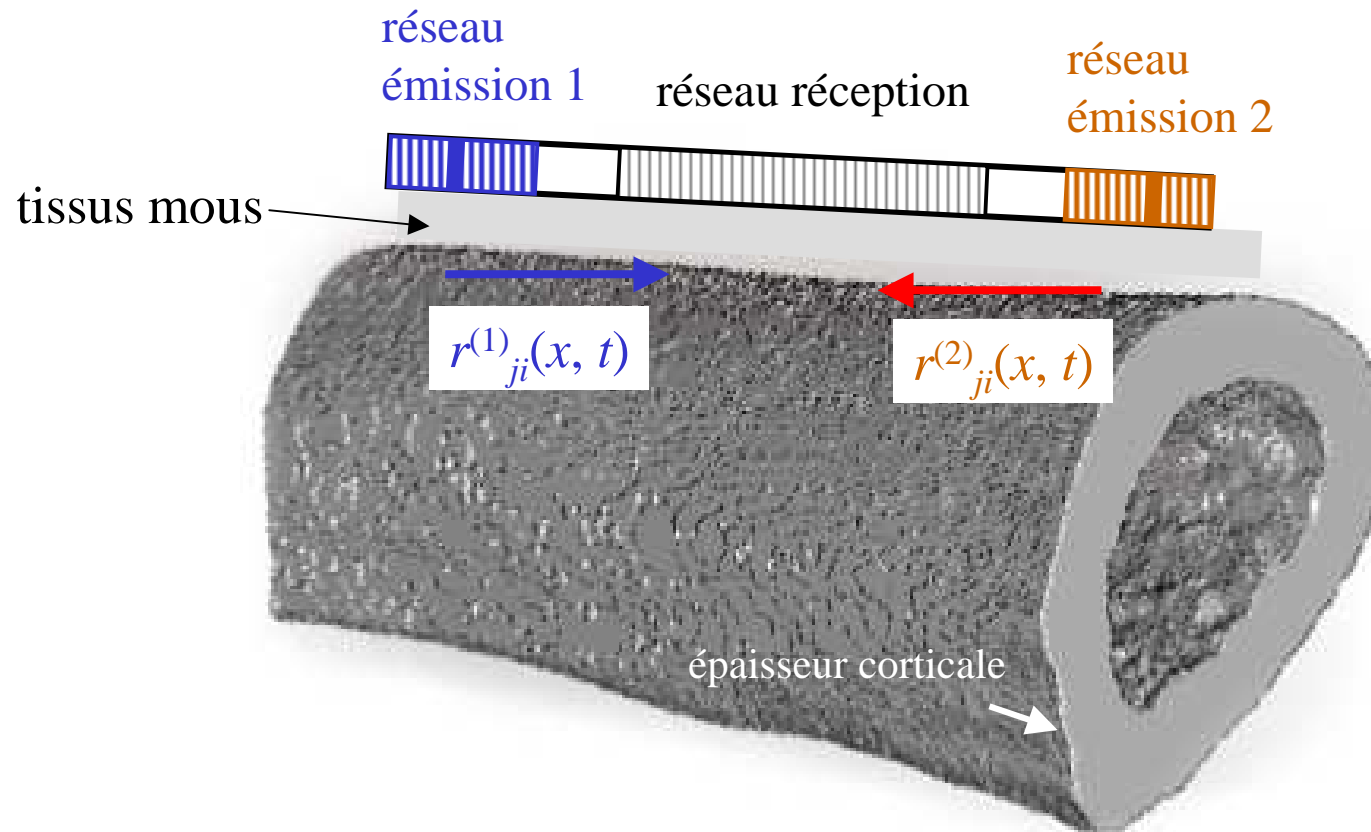 réseau
émission 1
réseau réception
réseau
émission 2
tissus mous
r⁽¹⁾ji(x, t)
r⁽²⁾ji(x, t)
épaisseur corticale